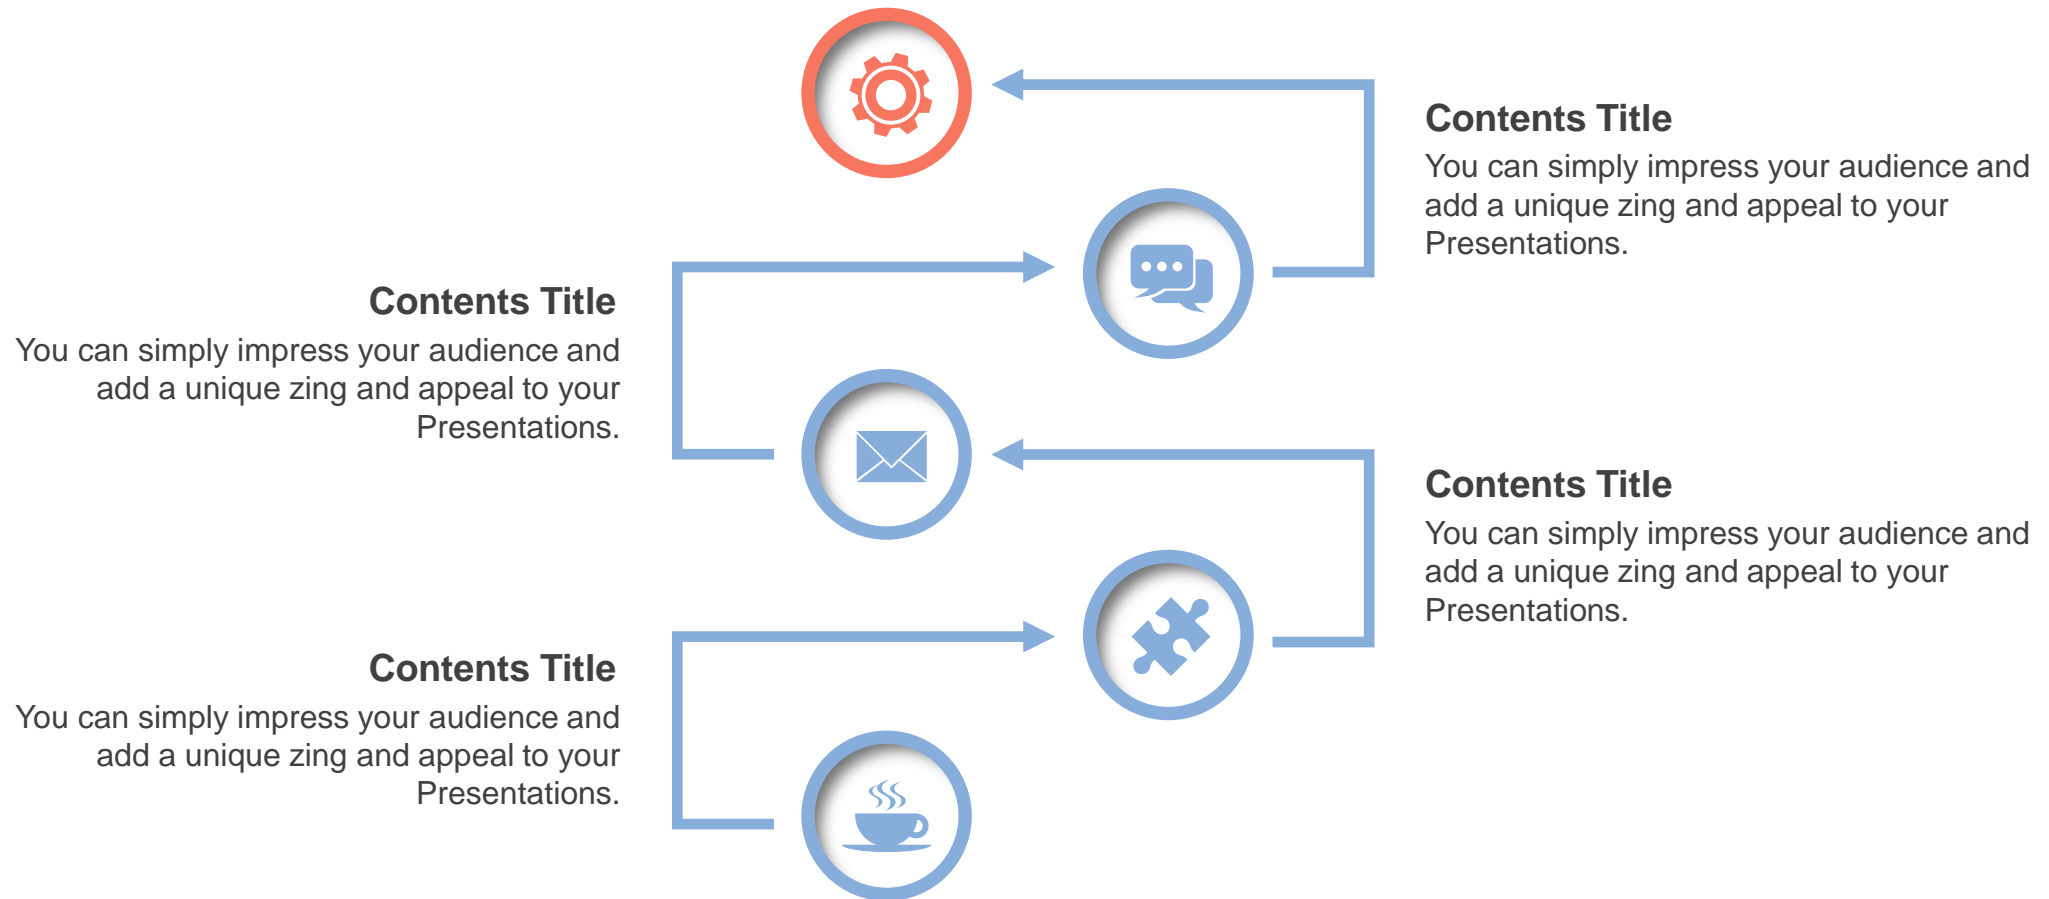 Contents Title
You can simply impress your audience and
add a unique zing and appeal to your
Presentations.
Contents Title
You can simply impress your audience and
add a unique zing and appeal to your
Presentations.
Contents Title
You can simply impress your audience and
add a unique zing and appeal to your
Presentations.
Contents Title
You can simply impress your audience and
add a unique zing and appeal to your
Presentations.